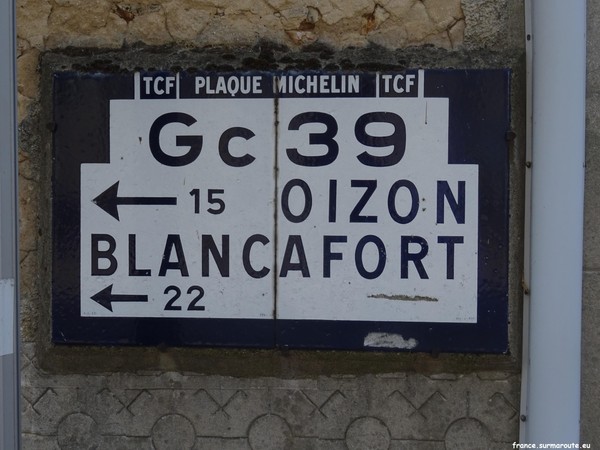 TCF PLAQUE MICHELIN TCF
Gc 39
← 15 OIZON
BLANCAFORT
← 22
france.surmaroute.eu